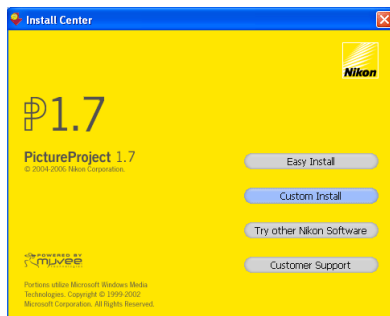 Install Center
Nikon
P1.7
PictureProject 1.7
© 2004-2006 Nikon Corporation.
Easy Install
Custom Install
Try other Nikon Software
Customer Support
POWERED BY
muvee
technologies
Portions utilize Microsoft Windows Media
Technologies. Copyright © 1999-2002
Microsoft Corporation. All Rights Reserved.